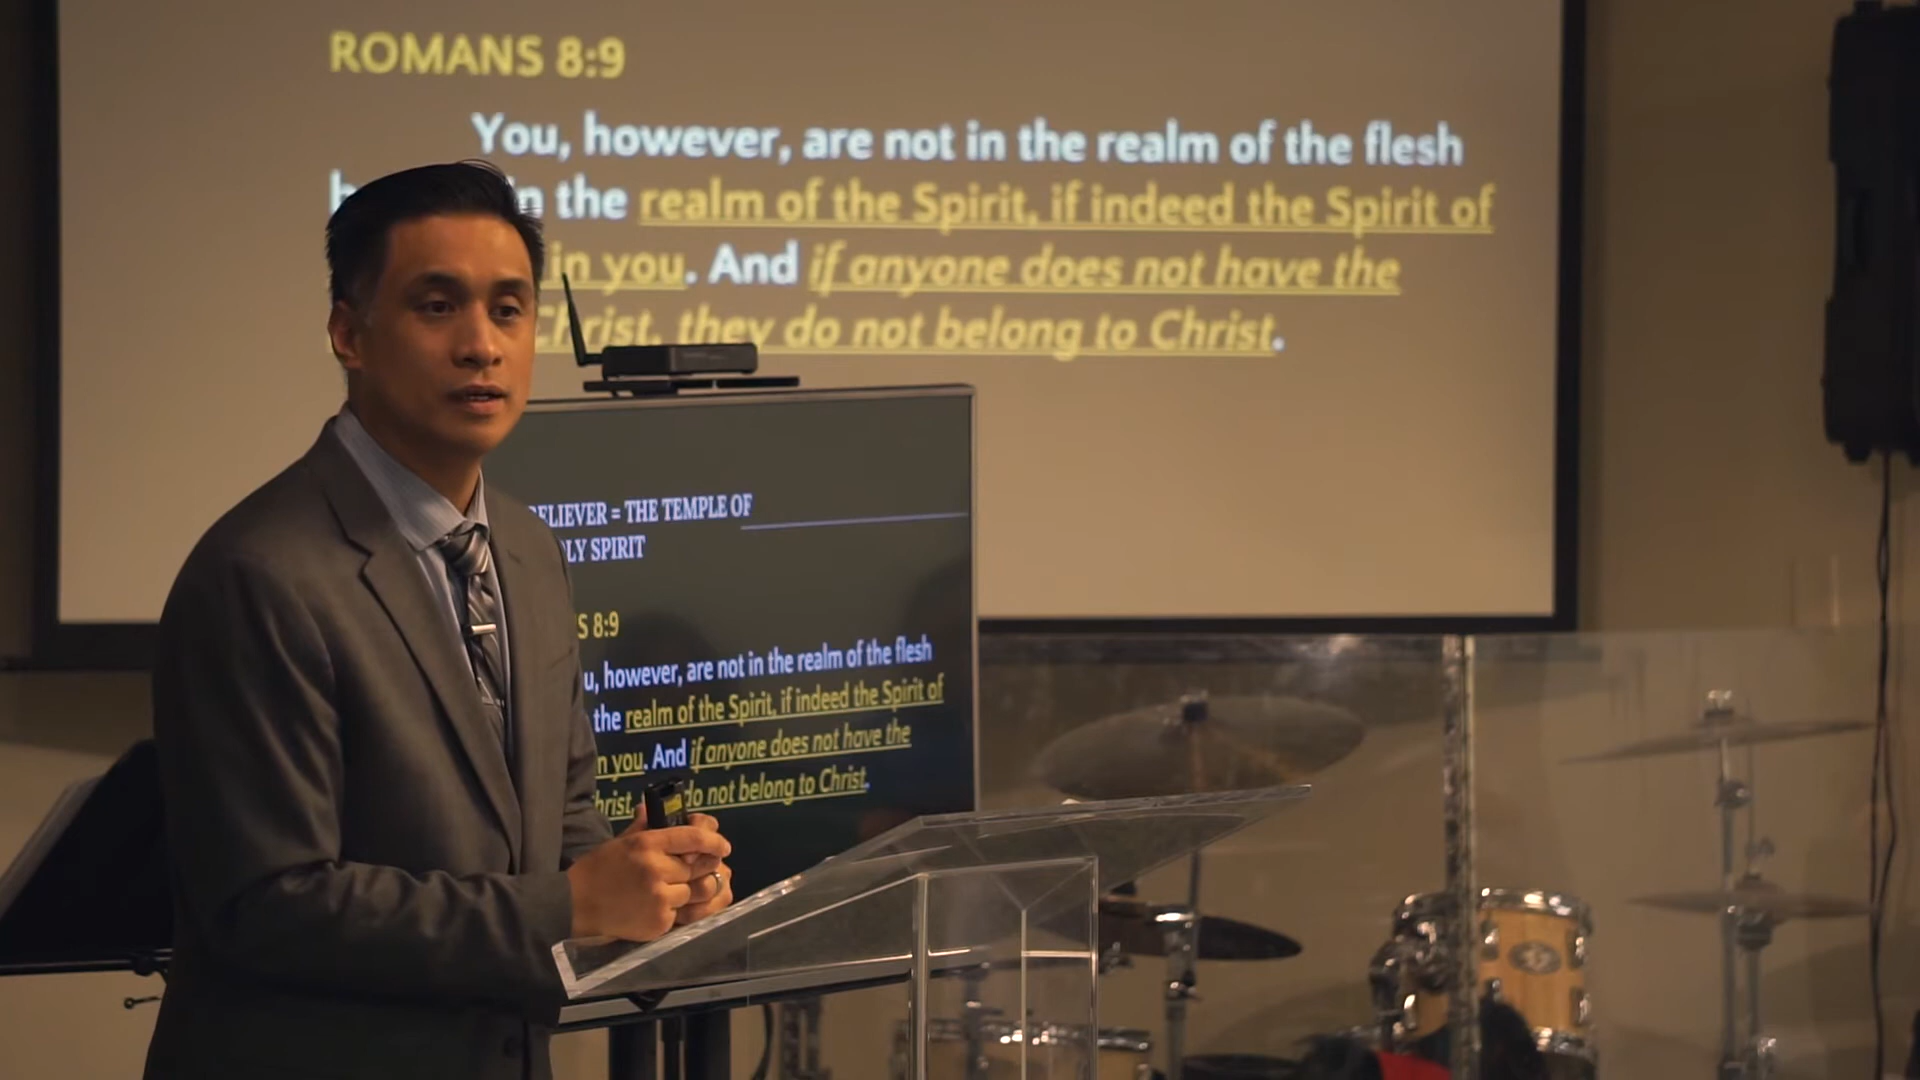 ROMANS 8:9
You, however, are not in the realm of the flesh
in the realm of the Spirit, if indeed the Spirit of
in you. And if anyone does not have the
Christ, they do not belong to Christ.
BELIEVER = THE TEMPLE OF
SPIRIT
8:9
however, are not in the realm of the flesh
the realm of the Spirit, if indeed the Spirit of
you. And if anyone does not have the
do not belong to Christ.